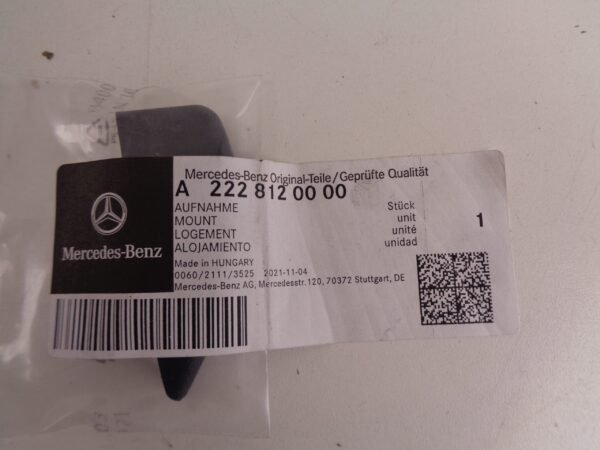 Mercedes-Benz Original-Teile/Geprüfte Qualität
A 222 812 00 00
AUFNAHME
MOUNT
LOGEMENT
ALOJAMIENTO
Stück
unit
unité
unidad
1
Mercedes-Benz
Made in HUNGARY
0060/2111/3525 2021-11-04
Mercedes-Benz AG, Mercedesstr.120, 70372 Stuttgart, DE